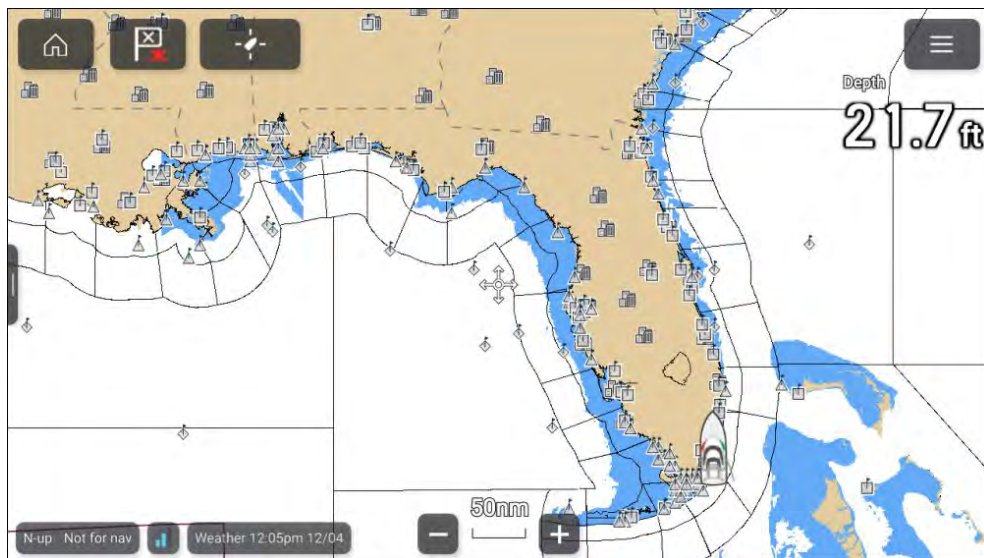 Depth
21.7 ft
50nm
N-up Not for nav
Weather 12:05pm 12/04